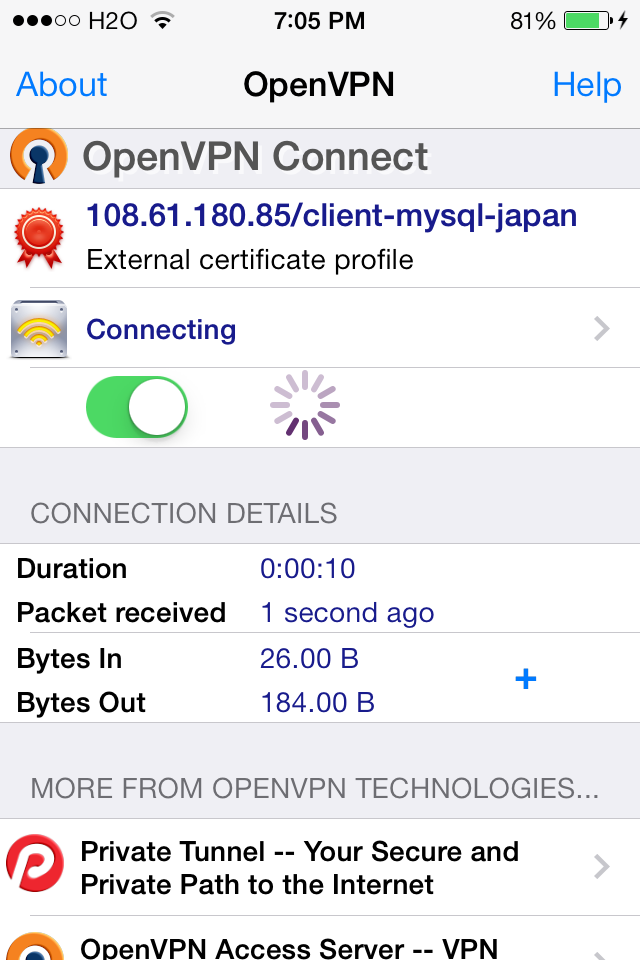 H2O 7:05 PM 81%
About OpenVPN Help
OpenVPN Connect
108.61.180.85/client-mysql-japan
External certificate profile
Connecting
CONNECTION DETAILS
Duration 0:00:10
Packet received 1 second ago
Bytes In 26.00 B
+
Bytes Out 184.00 B
MORE FROM OPENVPN TECHNOLOGIES...
Private Tunnel -- Your Secure and
Private Path to the Internet
OpenVPN Access Server -- VPN